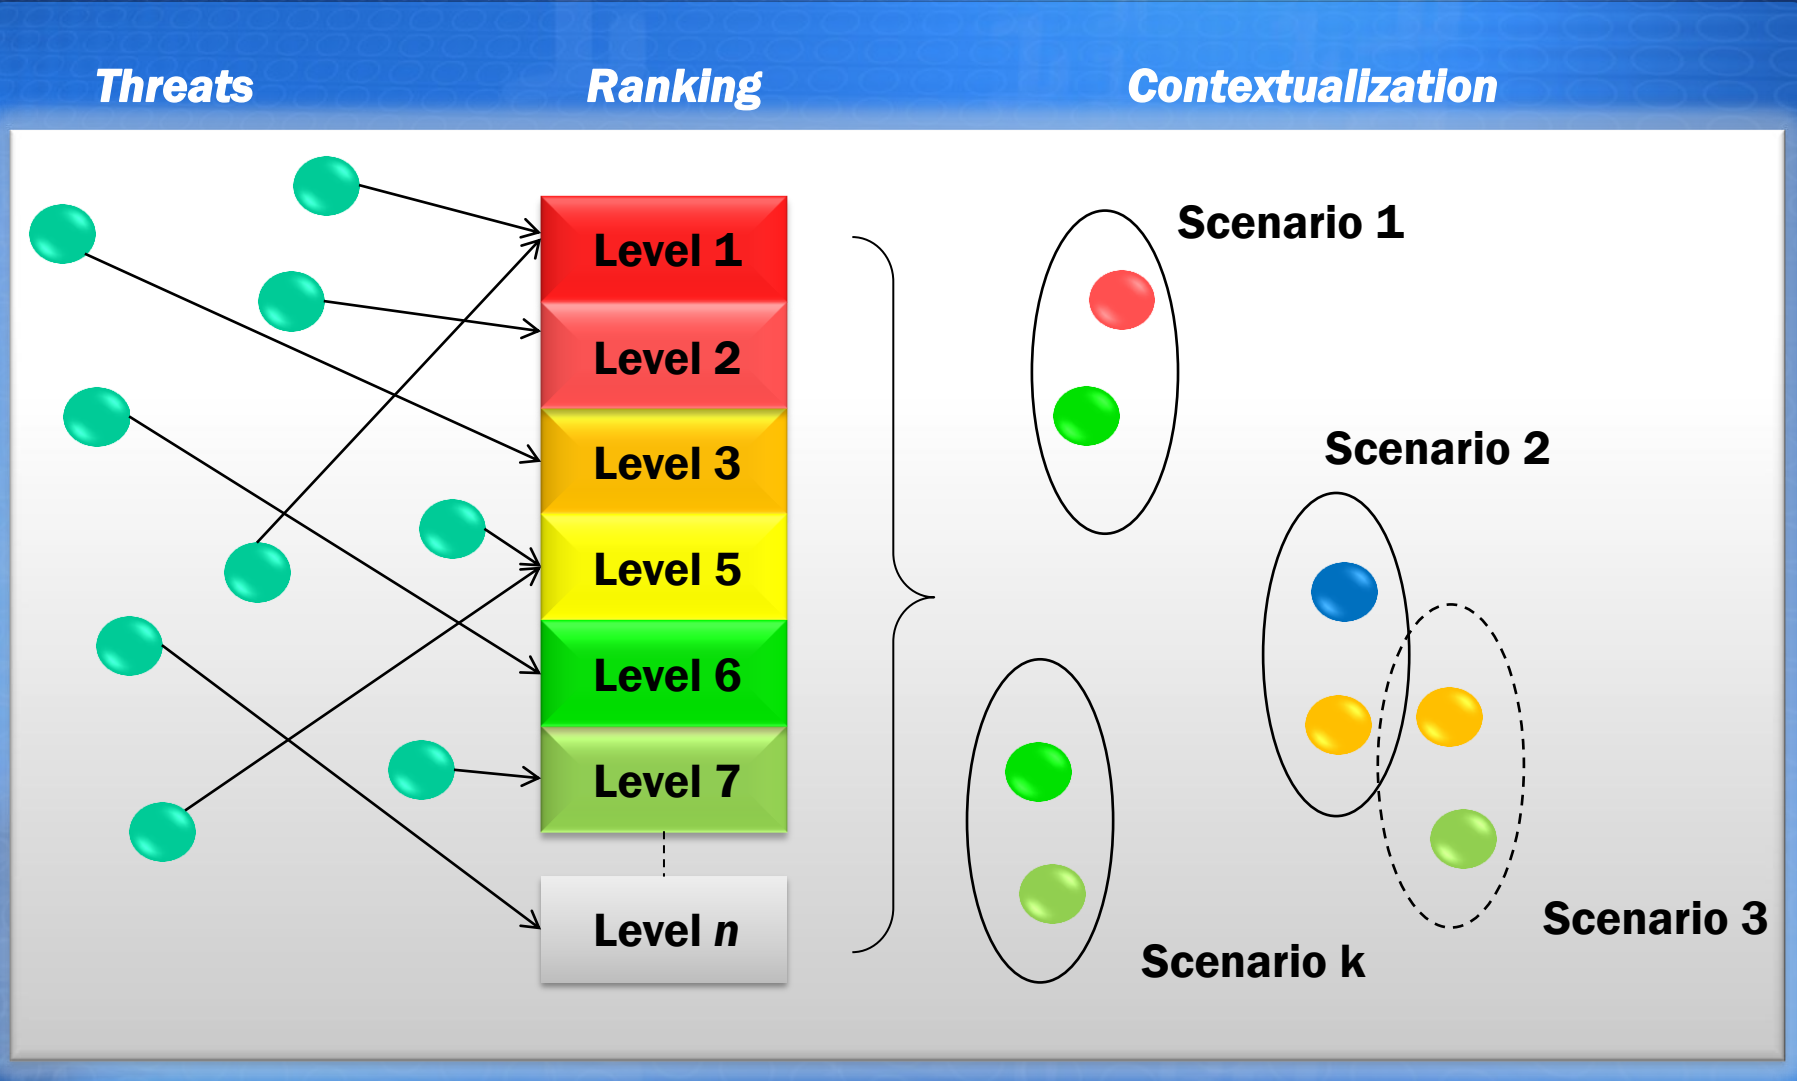 Threats
Ranking
Contextualization
Level 1
Level 2
Level 3
Level 5
Level 6
Level 7
Level n
Scenario 1
Scenario 2
Scenario 3
Scenario k